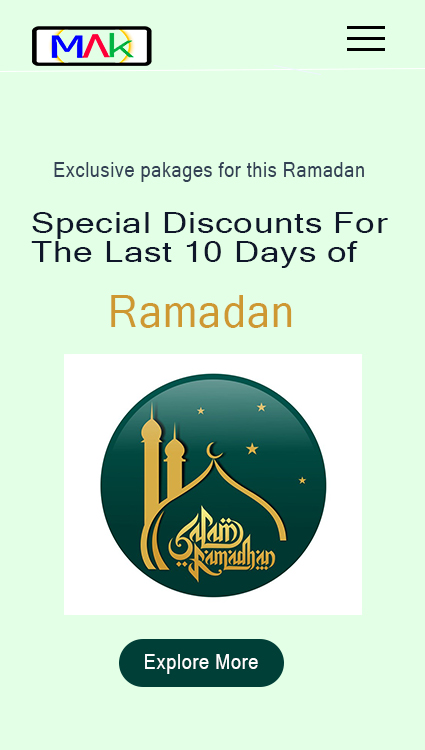 MAK
Exclusive pakages for this Ramadan
Special Discounts For
The Last 10 Days of
Ramadan
Salam
Ramadhan
Explore More